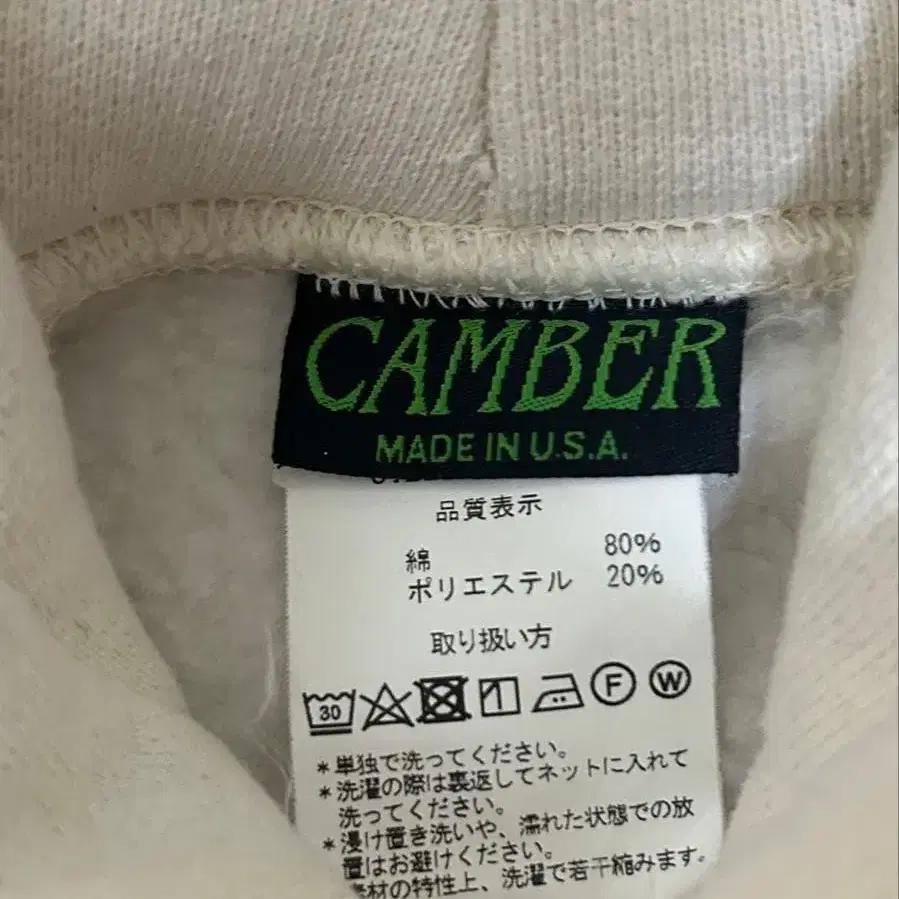 CAMBER
MADE IN U.S.A.
品質表示
綿 80%
ポリエステル 20%
取り扱い方
30 F W
*単独で洗ってください。
*洗濯の際は裏返してネットに入れて
洗ってください。
*浸け置き洗いや、濡れた状態での放
置はお避けください。
素材の特性上、洗濯で若干縮みます。